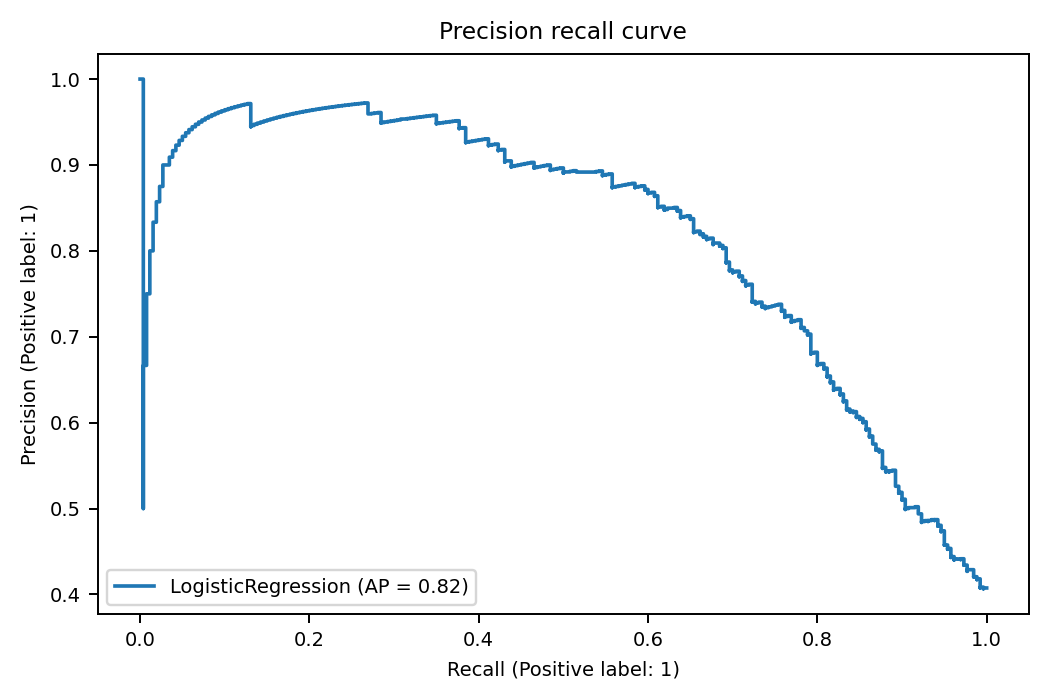 Precision recall curve
1.0
0.9
0.8
0.7
0.6
0.5
0.4
Precision (Positive label: 1)
LogisticRegression (AP = 0.82)
0.0 0.2 0.4 0.6 0.8 1.0
Recall (Positive label: 1)